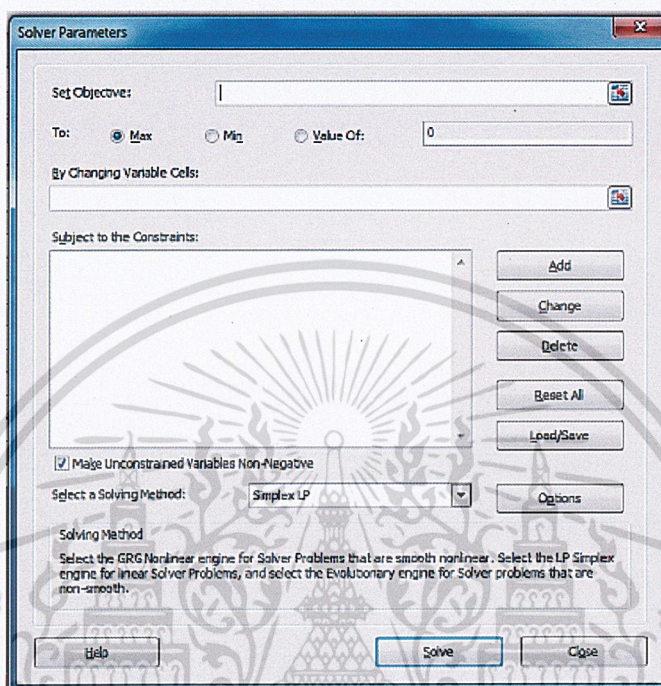 Solver Parameters
Set Objective:
To: Max Min Value Of: 0
By Changing Variable Cells:
Subject to the Constraints:
Add
Change
Delete
Reset All
Load/Save
Make Unconstrained Variables Non-Negative
Select a Solving Method: Simplex LP Options
Solving Method
Select the GRG Nonlinear engine for Solver Problems that are smooth nonlinear. Select the LP Simplex
engine for linear Solver Problems, and select the Evolutionary engine for Solver problems that are
non-smooth.
Help Solve Close